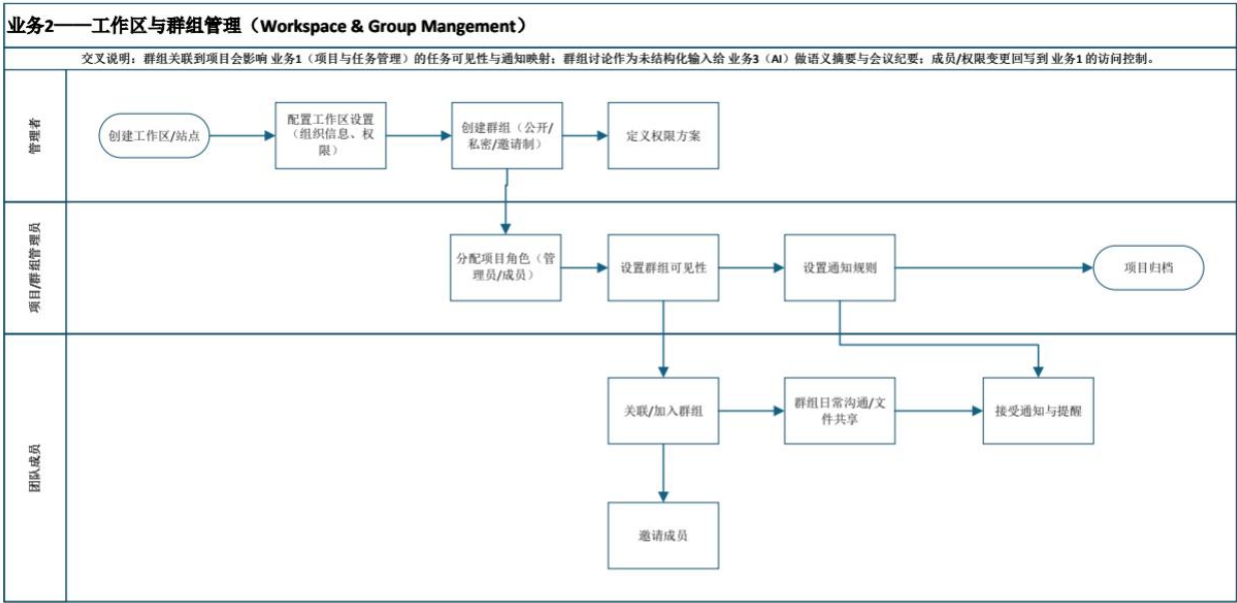 业务2——工作区与群组管理（Workspace & Group Mangement）
交叉说明：群组关联到项目会影响 业务1（项目与任务管理）的任务可见性与通知映射；群组讨论作为未结构化输入给 业务3（AI）做语义摘要与会议纪要；成员/权限变更回写到 业务1 的访问控制。
管理者
创建工作区/站点
配置工作区设置
（组织信息、权
限）
创建群组（公开/
私密/邀请制）
定义权限方案
项目/群组管理员
分配项目角色（管
理员/成员）
设置群组可见性
设置通知规则
项目归档
团队成员
关联/加入群组
群组日常沟通/文
件共享
接受通知与提醒
邀请成员